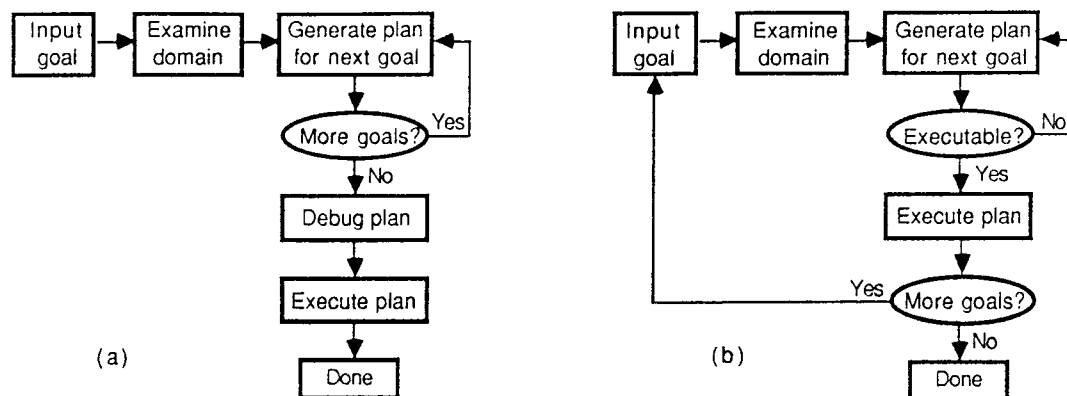 Input
goal
Examine
domain
Generate plan
for next goal
More goals?
Yes
No
Debug plan
Execute plan
Done
(a)
Input
goal
Examine
domain
Generate plan
for next goal
Executable?
No
Yes
Execute plan
More goals?
Yes
No
Done
(b)